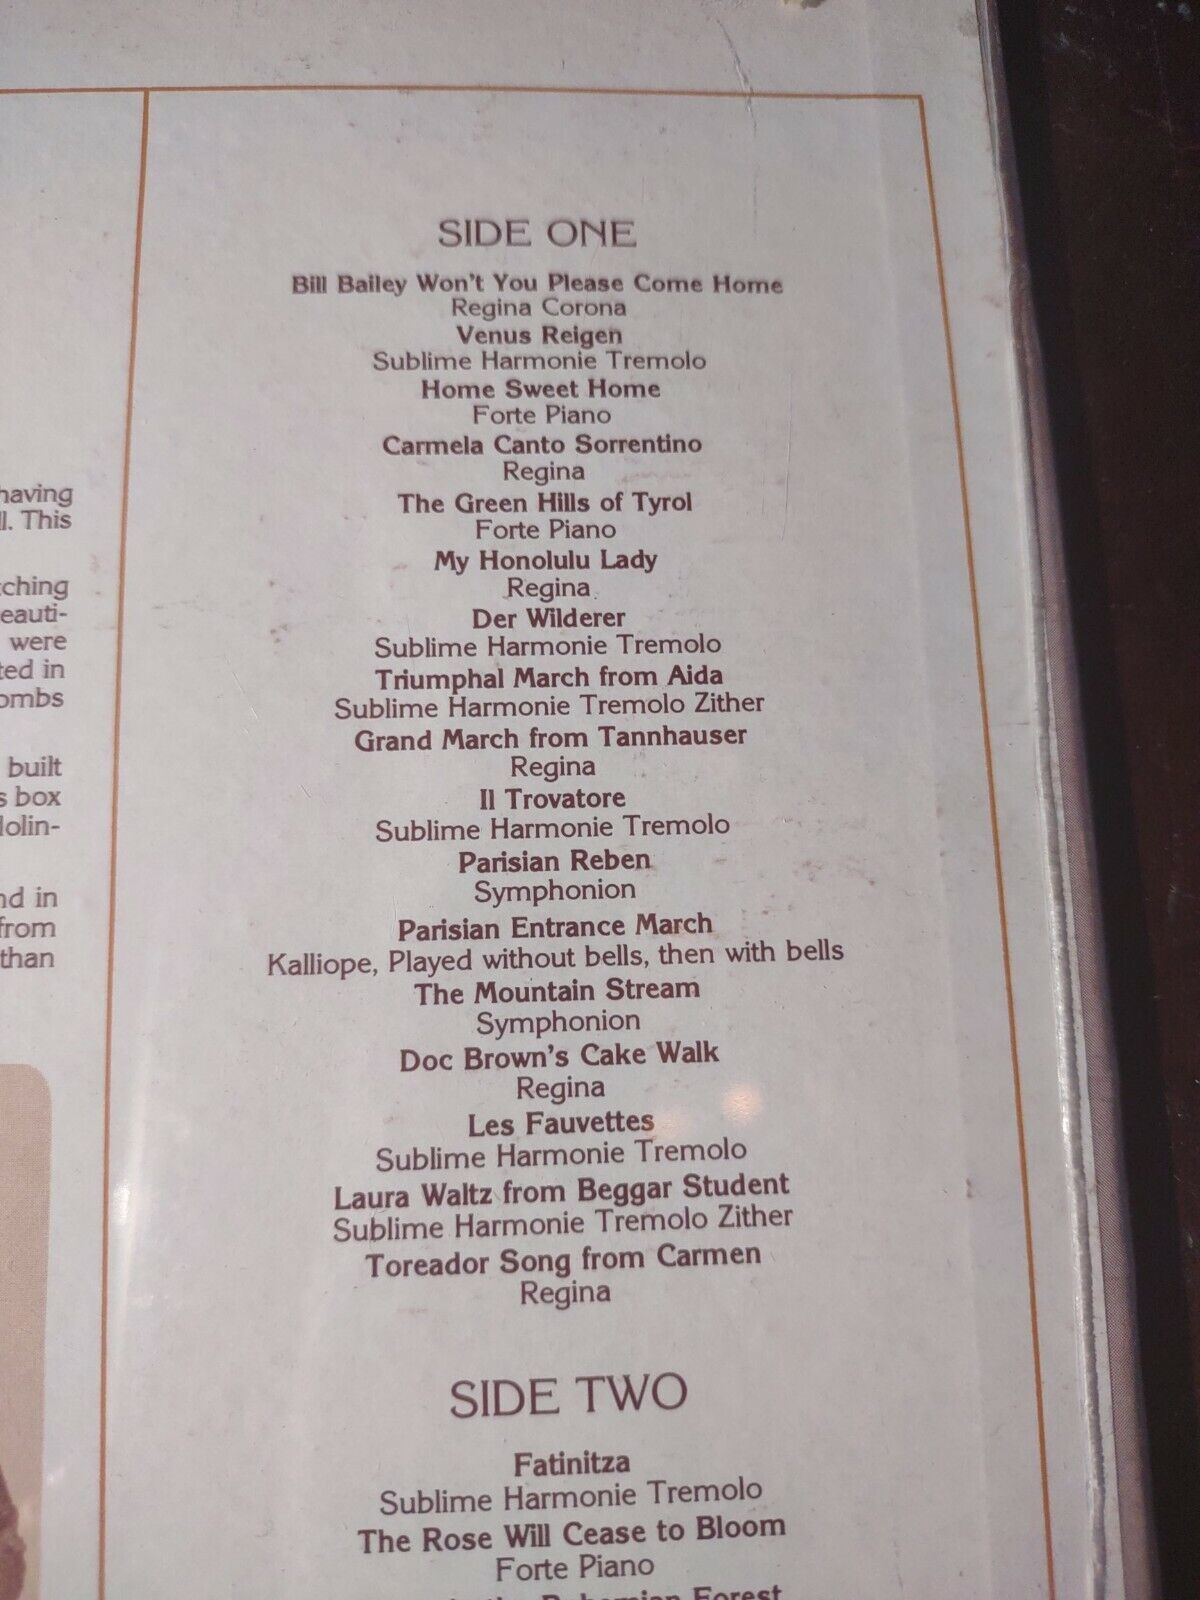 having
ll. This
tching
eauti-
were
ted in
ombs
built
s box
lolin-
nd in
from
than
SIDE ONE
Bill Bailey Won't You Please Come Home
Regina Corona
Venus Reigen
Sublime Harmonie Tremolo
Home Sweet Home
Forte Piano
Carmela Canto Sorrentino
Regina
The Green Hills of Tyrol
Forte Piano
My Honolulu Lady
Regina
Der Wilderer
Sublime Harmonie Tremolo
Triumphal March from Aida
Sublime Harmonie Tremolo Zither
Grand March from Tannhauser
Regina
Il Trovatore
Sublime Harmonie Tremolo
Parisian Reben
Symphonion
Parisian Entrance March
Kalliope, Played without bells, then with bells
The Mountain Stream
Symphonion
Doc Brown's Cake Walk
Regina
Les Fauvettes
Sublime Harmonie Tremolo
Laura Waltz from Beggar Student
Sublime Harmonie Tremolo Zither
Toreador Song from Carmen
Regina
SIDE TWO
Fatinitza
Sublime Harmonie Tremolo
The Rose Will Cease to Bloom
Forte Piano
the Bohemian Forest